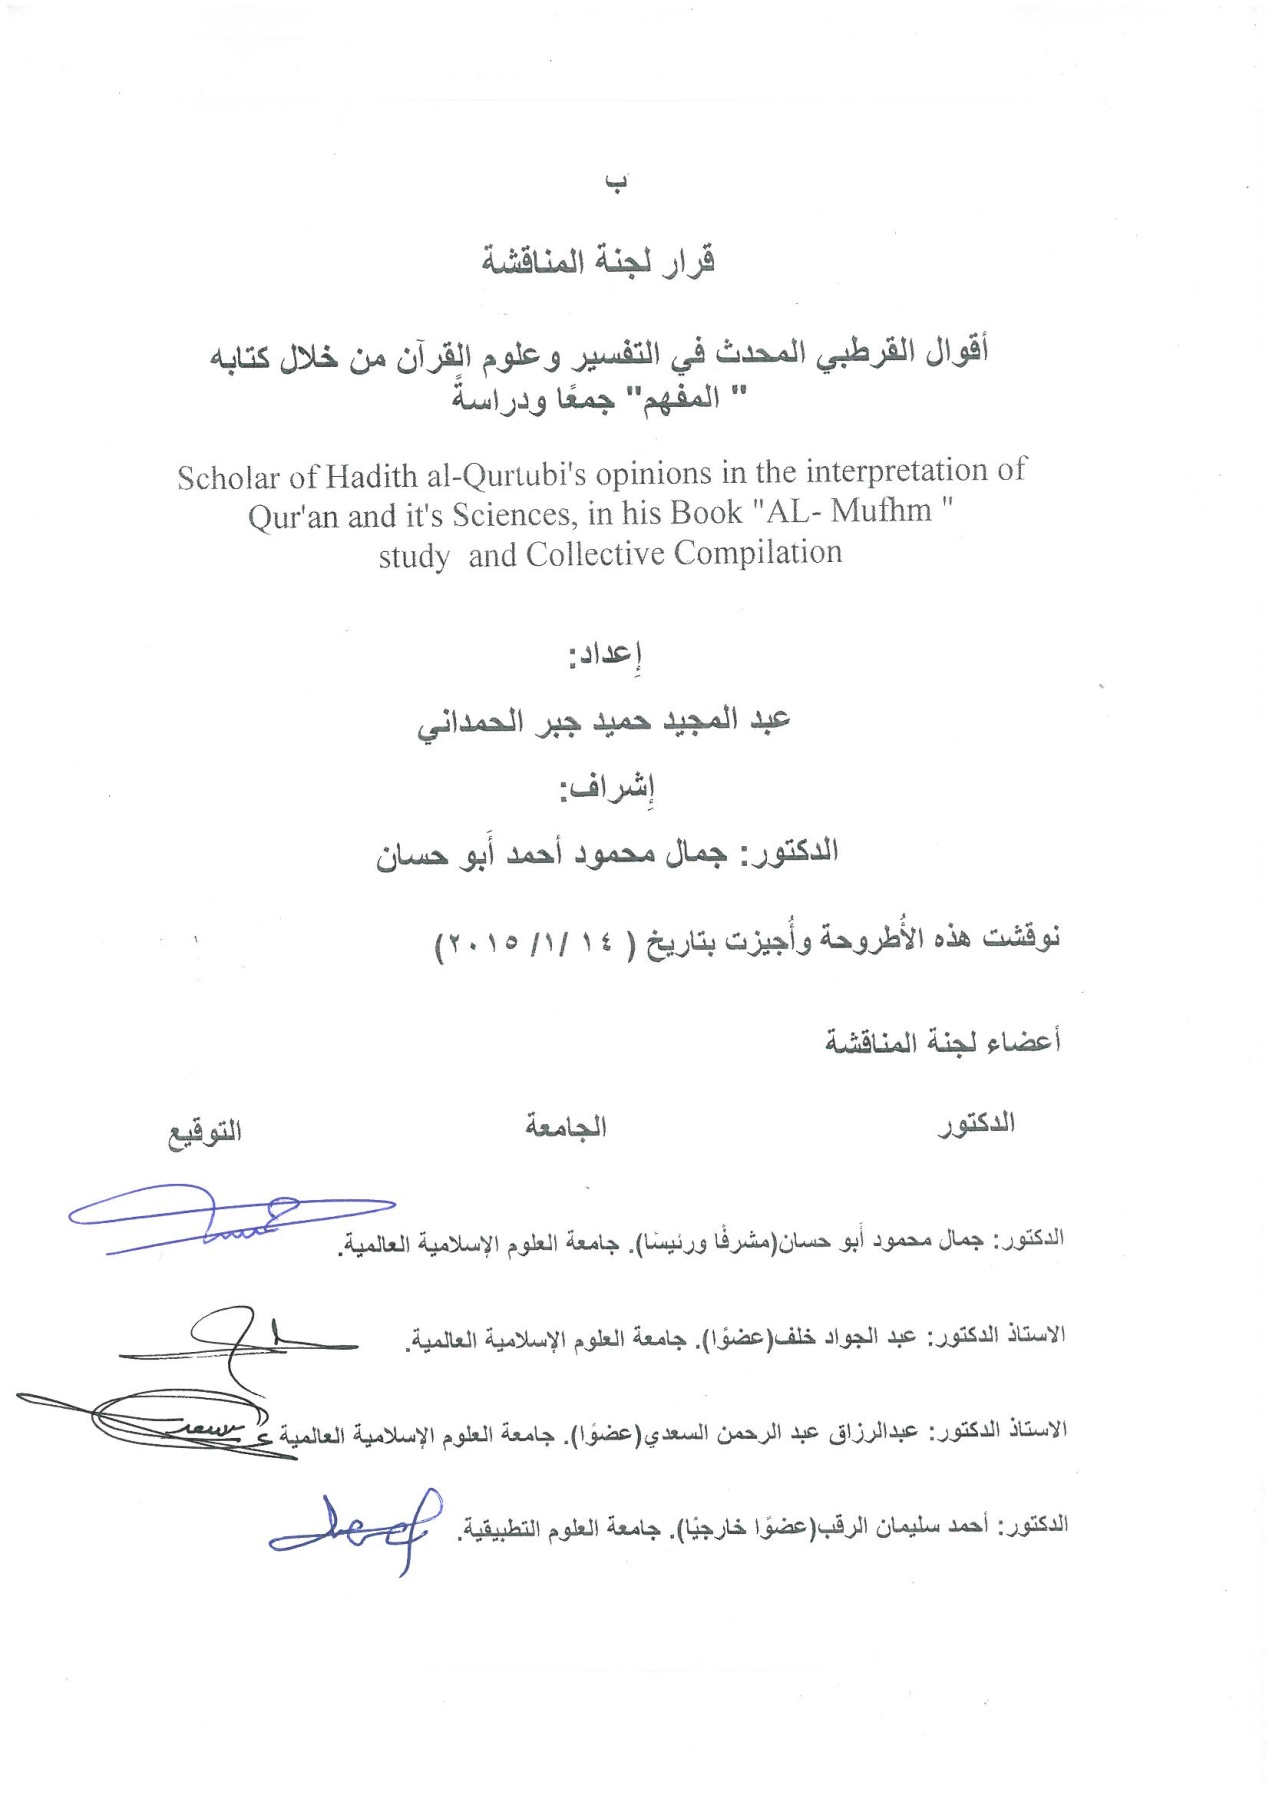 ب
قرار لجنة المناقشة
أقوال القرطبي المحدث في التفسير وعلوم القرآن من خلال كتابه
" المفهم" جمعًا ودراسةً
Scholar of Hadith al-Qurtubi's opinions in the interpretation of
Qur'an and it's Sciences, in his Book "AL- Mufhm "
study and Collective Compilation
إعداد:
عبد المجيد حميد جبر الحمداني
إشراف:
الدكتور: جمال محمود أحمد أبو حسان
نوقشت هذه الأُطروحة وأُجيزت بتاريخ ( ١٤ /١/ ٢٠١٥)
أعضاء لجنة المناقشة
الدكتور الجامعة التوقيع
الدكتور: جمال محمود أبو حسان(مشرفًا ورئيسًا). جامعة العلوم الإسلامية العالمية.
الاستاذ الدكتور: عبد الجواد خلف(عضوًا). جامعة العلوم الإسلامية العالمية.
الاستاذ الدكتور: عبدالرزاق عبد الرحمن السعدي(عضوًا). جامعة العلوم الإسلامية العالمية
الدكتور: أحمد سليمان الرقب(عضوًا خارجيًا). جامعة العلوم التطبيقية.